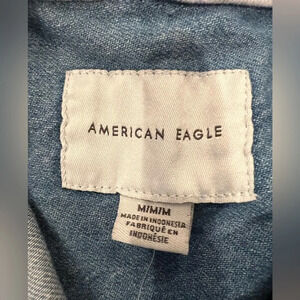 AMERICAN EAGLE
M/M/M
MADE IN INDONESIA
FABRIQUÉ EN
INDONÉSIE